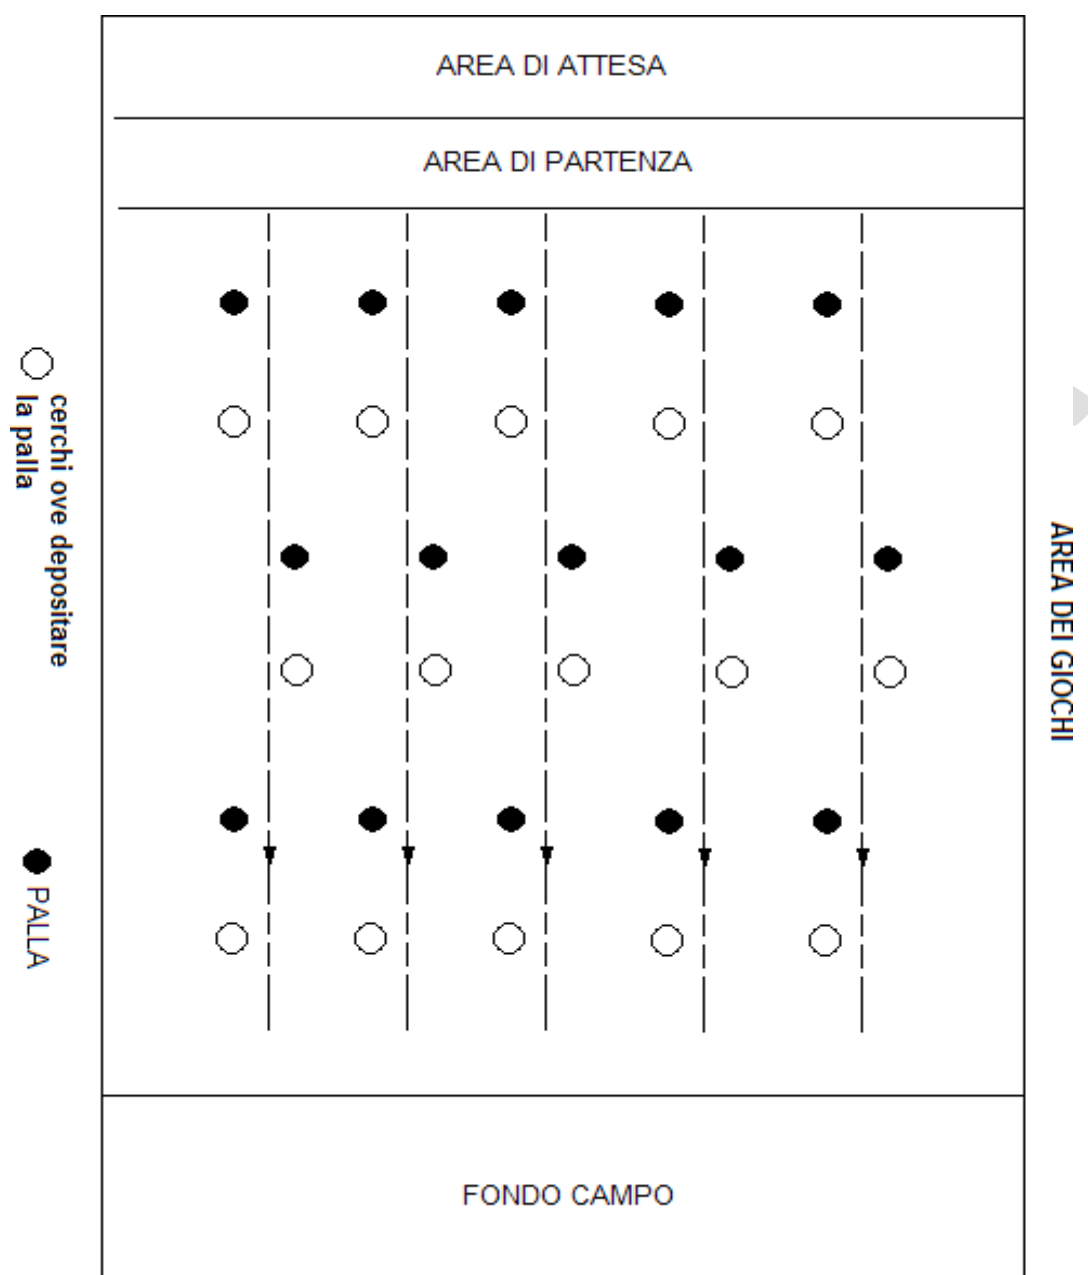 AREA DI ATTESA
AREA DI PARTENZA
cerchi ove depositare
la palla
PALLA
AREA DEI GIOCHI
FONDO CAMPO